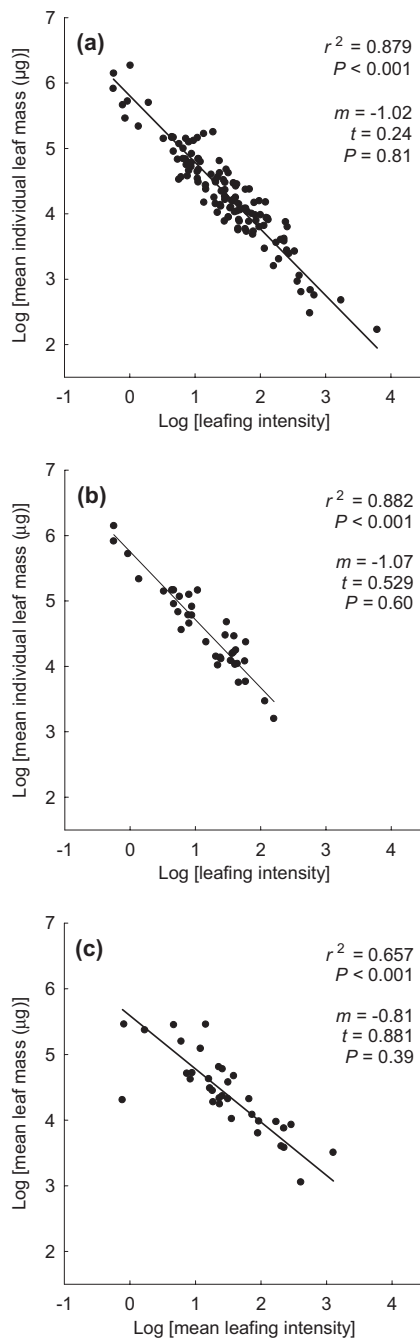 (a)
r² = 0.879
P < 0.001
m = -1.02
t = 0.24
P = 0.81
Log [mean individual leaf mass (µg)]
7
6
5
4
3
2
-1 0 1 2 3 4
Log [leafing intensity]
(b)
r² = 0.882
P < 0.001
m = -1.07
t = 0.529
P = 0.60
Log [mean individual leaf mass (µg)]
7
6
5
4
3
2
-1 0 1 2 3 4
Log [leafing intensity]
(c)
r² = 0.657
P < 0.001
m = -0.81
t = 0.881
P = 0.39
Log [mean leaf mass (µg)]
7
6
5
4
3
2
1
-1 0 1 2 3 4
Log [mean leafing intensity]